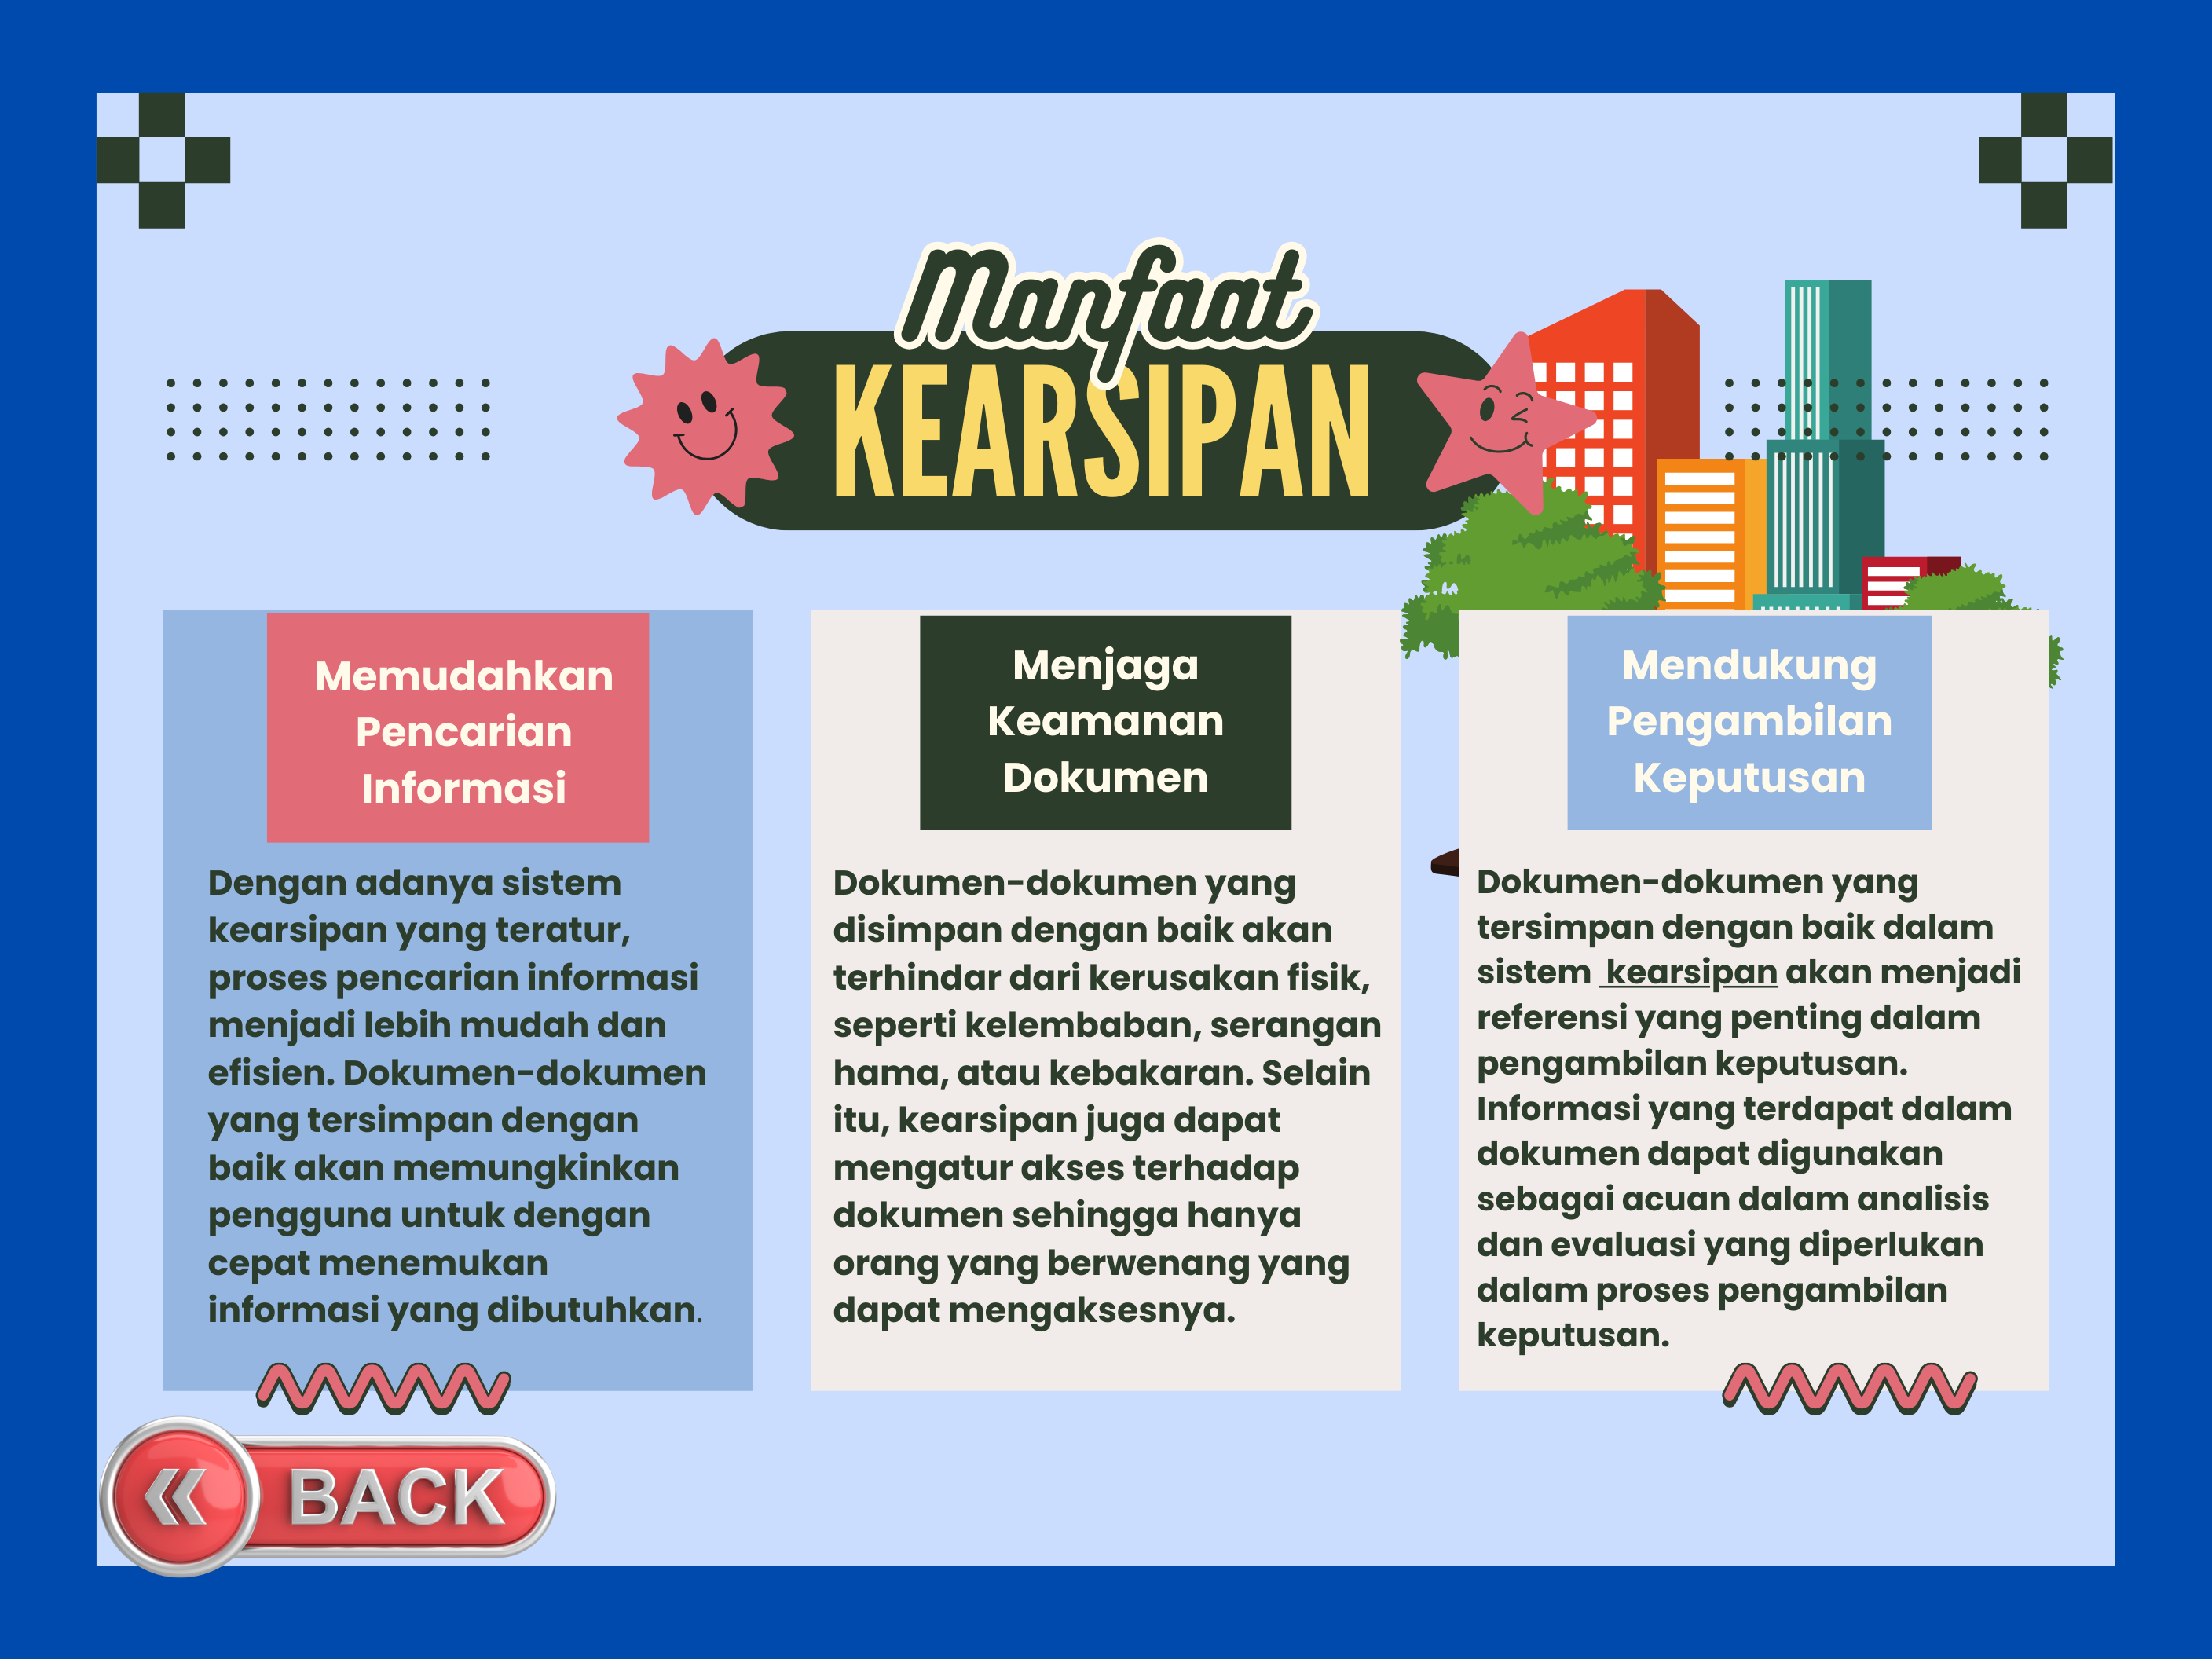 Manfaat
KEARSIPAN
Memudahkan
Pencarian
Informasi
Dengan adanya sistem
kearsipan yang teratur,
proses pencarian informasi
menjadi lebih mudah dan
efisien. Dokumen-dokumen
yang tersimpan dengan
baik akan memungkinkan
pengguna untuk dengan
cepat menemukan
informasi yang dibutuhkan.
Menjaga
Keamanan
Dokumen
Dokumen-dokumen yang
disimpan dengan baik akan
terhindar dari kerusakan fisik,
seperti kelembaban, serangan
hama, atau kebakaran. Selain
itu, kearsipan juga dapat
mengatur akses terhadap
dokumen sehingga hanya
orang yang berwenang yang
dapat mengaksesnya.
Mendukung
Pengambilan
Keputusan
Dokumen-dokumen yang
tersimpan dengan baik dalam
sistem kearsipan akan menjadi
referensi yang penting dalam
pengambilan keputusan.
Informasi yang terdapat dalam
dokumen dapat digunakan
sebagai acuan dalam analisis
dan evaluasi yang diperlukan
dalam proses pengambilan
keputusan.
BACK